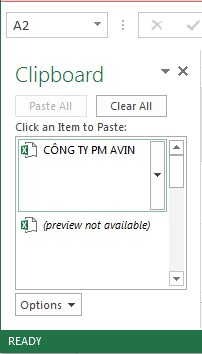 A2
Clipboard
Paste All
Clear All
Click an Item to Paste:
CÔNG TY PM AVIN
(preview not available)
Options
READY